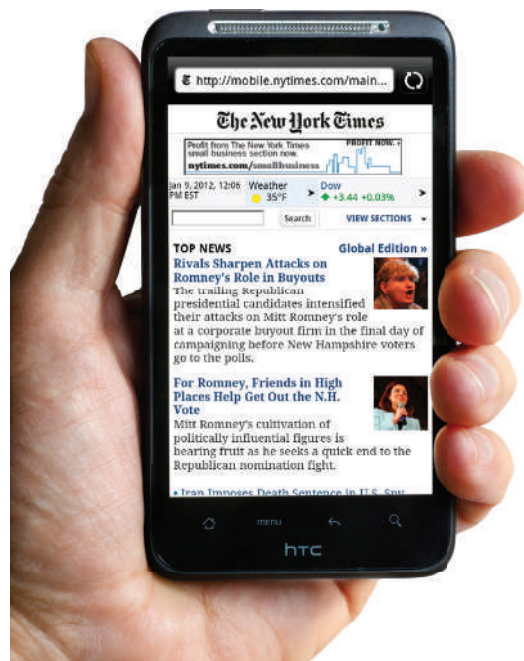 http://mobile.nytimes.com/main...
The New York Times
Profit from The New York Times
small business section now.
nytimes.com/smallbusiness
PROFIT NOW.
Jan 9, 2012, 12:06
PM EST
Weather
35°F
Dow
+3.44 +0.03%
Search
VIEW SECTIONS
TOP NEWS
Global Edition »
Rivals Sharpen Attacks on
Romney's Role in Buyouts
The trailing Republican
presidential candidates intensified
their attacks on Mitt Romney's role
at a corporate buyout firm in the final day of
campaigning before New Hampshire voters
go to the polls.
For Romney, Friends in High
Places Help Get Out the N.H.
Vote
Mitt Romney's cultivation of
politically influential figures is
bearing fruit as he seeks a quick end to the
Republican nomination fight.
• Iran Imposes Death Sentence in U.S. Spy
menu
hTC